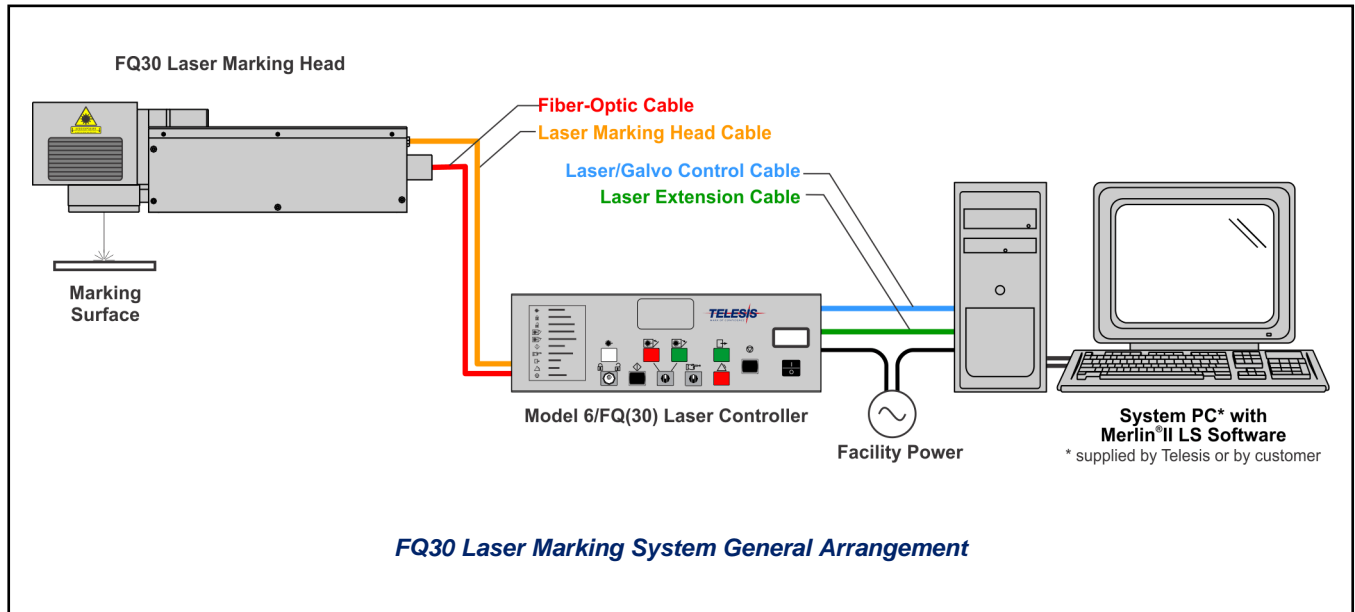 FQ30 Laser Marking Head
Fiber-Optic Cable
Laser Marking Head Cable
Laser/Galvo Control Cable
Laser Extension Cable
Marking
Surface
TELESIS
Model 6/FQ(30) Laser Controller
Facility Power
System PC* with
Merlin®II LS Software
* supplied by Telesis or by customer
FQ30 Laser Marking System General Arrangement